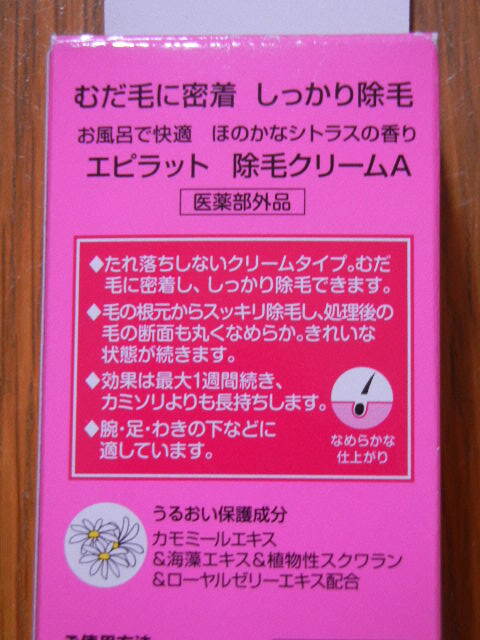 むだ毛に密着 しっかり除毛
お風呂で快適 ほのかなシトラスの香り
エピラット 除毛クリームA
医薬部外品
◆たれ落ちしないクリームタイプ。むだ
毛に密着し、しっかり除毛できます。
◆毛の根元からスッキリ除毛し、処理後の
毛の断面も丸くなめらか。きれいな
状態が続きます。
◆効果は最大1週間続き、
カミソリよりも長持ちします。
◆腕・足・わきの下などに
適しています。
なめらかな
仕上がり
うるおい保護成分
カモミールエキス
&海藻エキス&植物性スクワラン
&ローヤルゼリーエキス配合
ご使用方法